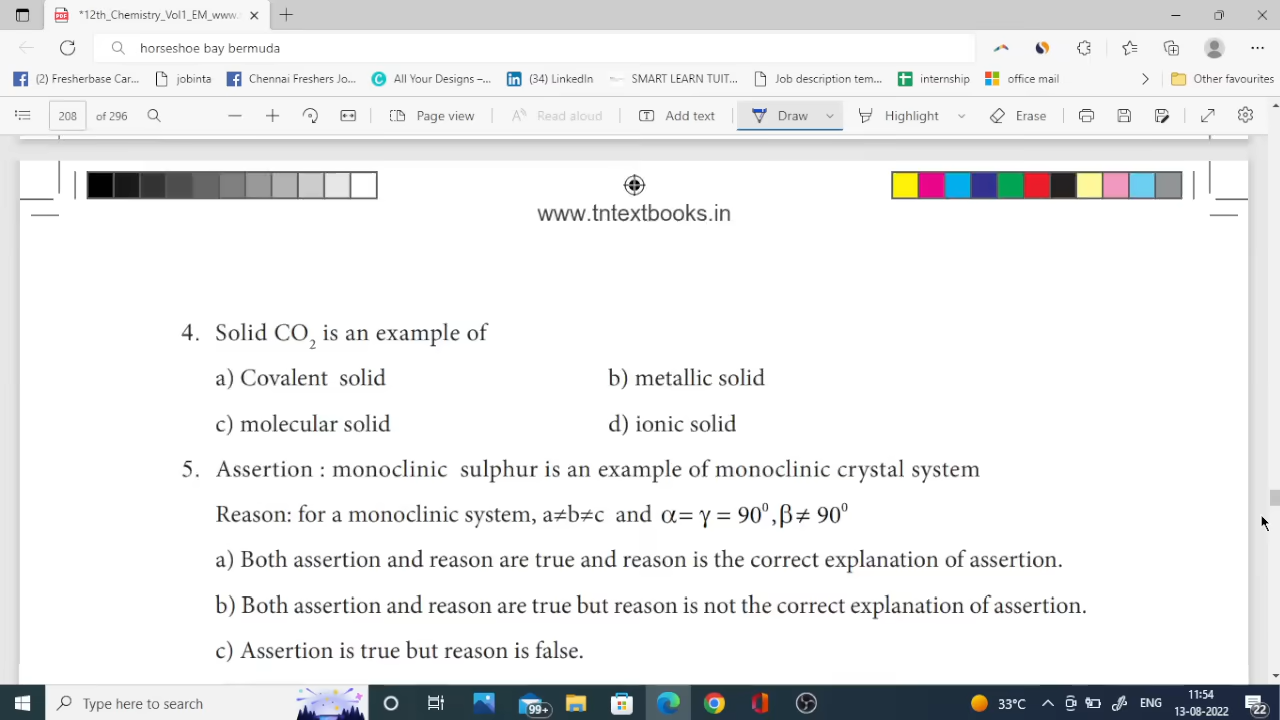 *12th_Chemistry_Vol1_EM_www.
horseshoe bay bermuda
(2) Fresherbase Car... jobinta Chennai Freshers Jo... All Your Designs –... (34) LinkedIn SMART LEARN TUIT... Job description tem... internship office mail Other favourites
208 of 296 Page view Read aloud Add text Draw Highlight Erase
www.tntextbooks.in
4. Solid CO₂ is an example of
a) Covalent solid b) metallic solid
c) molecular solid d) ionic solid
5. Assertion : monoclinic sulphur is an example of monoclinic crystal system
Reason: for a monoclinic system, a≠b≠c and α= γ = 90⁰,β≠ 90⁰
a) Both assertion and reason are true and reason is the correct explanation of assertion.
b) Both assertion and reason are true but reason is not the correct explanation of assertion.
c) Assertion is true but reason is false.
Type here to search 99+ 33°C ENG 11:54
13-08-2022 22